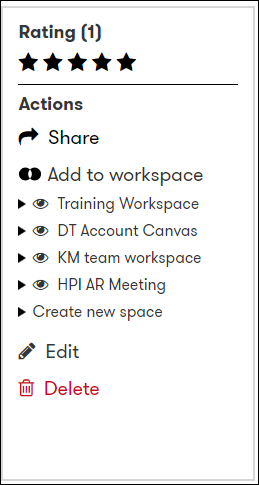 Rating (1)
Actions
Share
Add to workspace
Training Workspace
DT Account Canvas
KM team workspace
HPI AR Meeting
Create new space
Edit
Delete